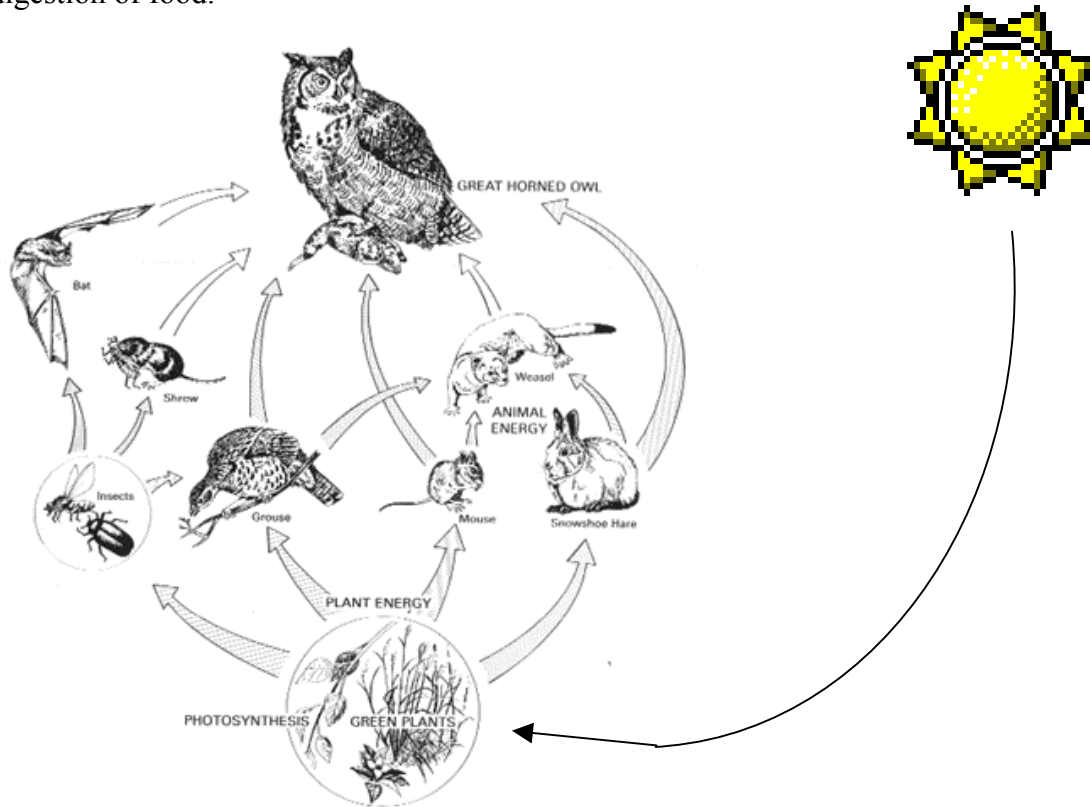 digestion of food.
GREAT HORNED OWL
Bat
Shrew
Weasel
ANIMAL
ENERGY
Insects
Grouse
Mouse
Snowshoe Hare
PLANT ENERGY
PHOTOSYNTHESIS
GREEN PLANTS